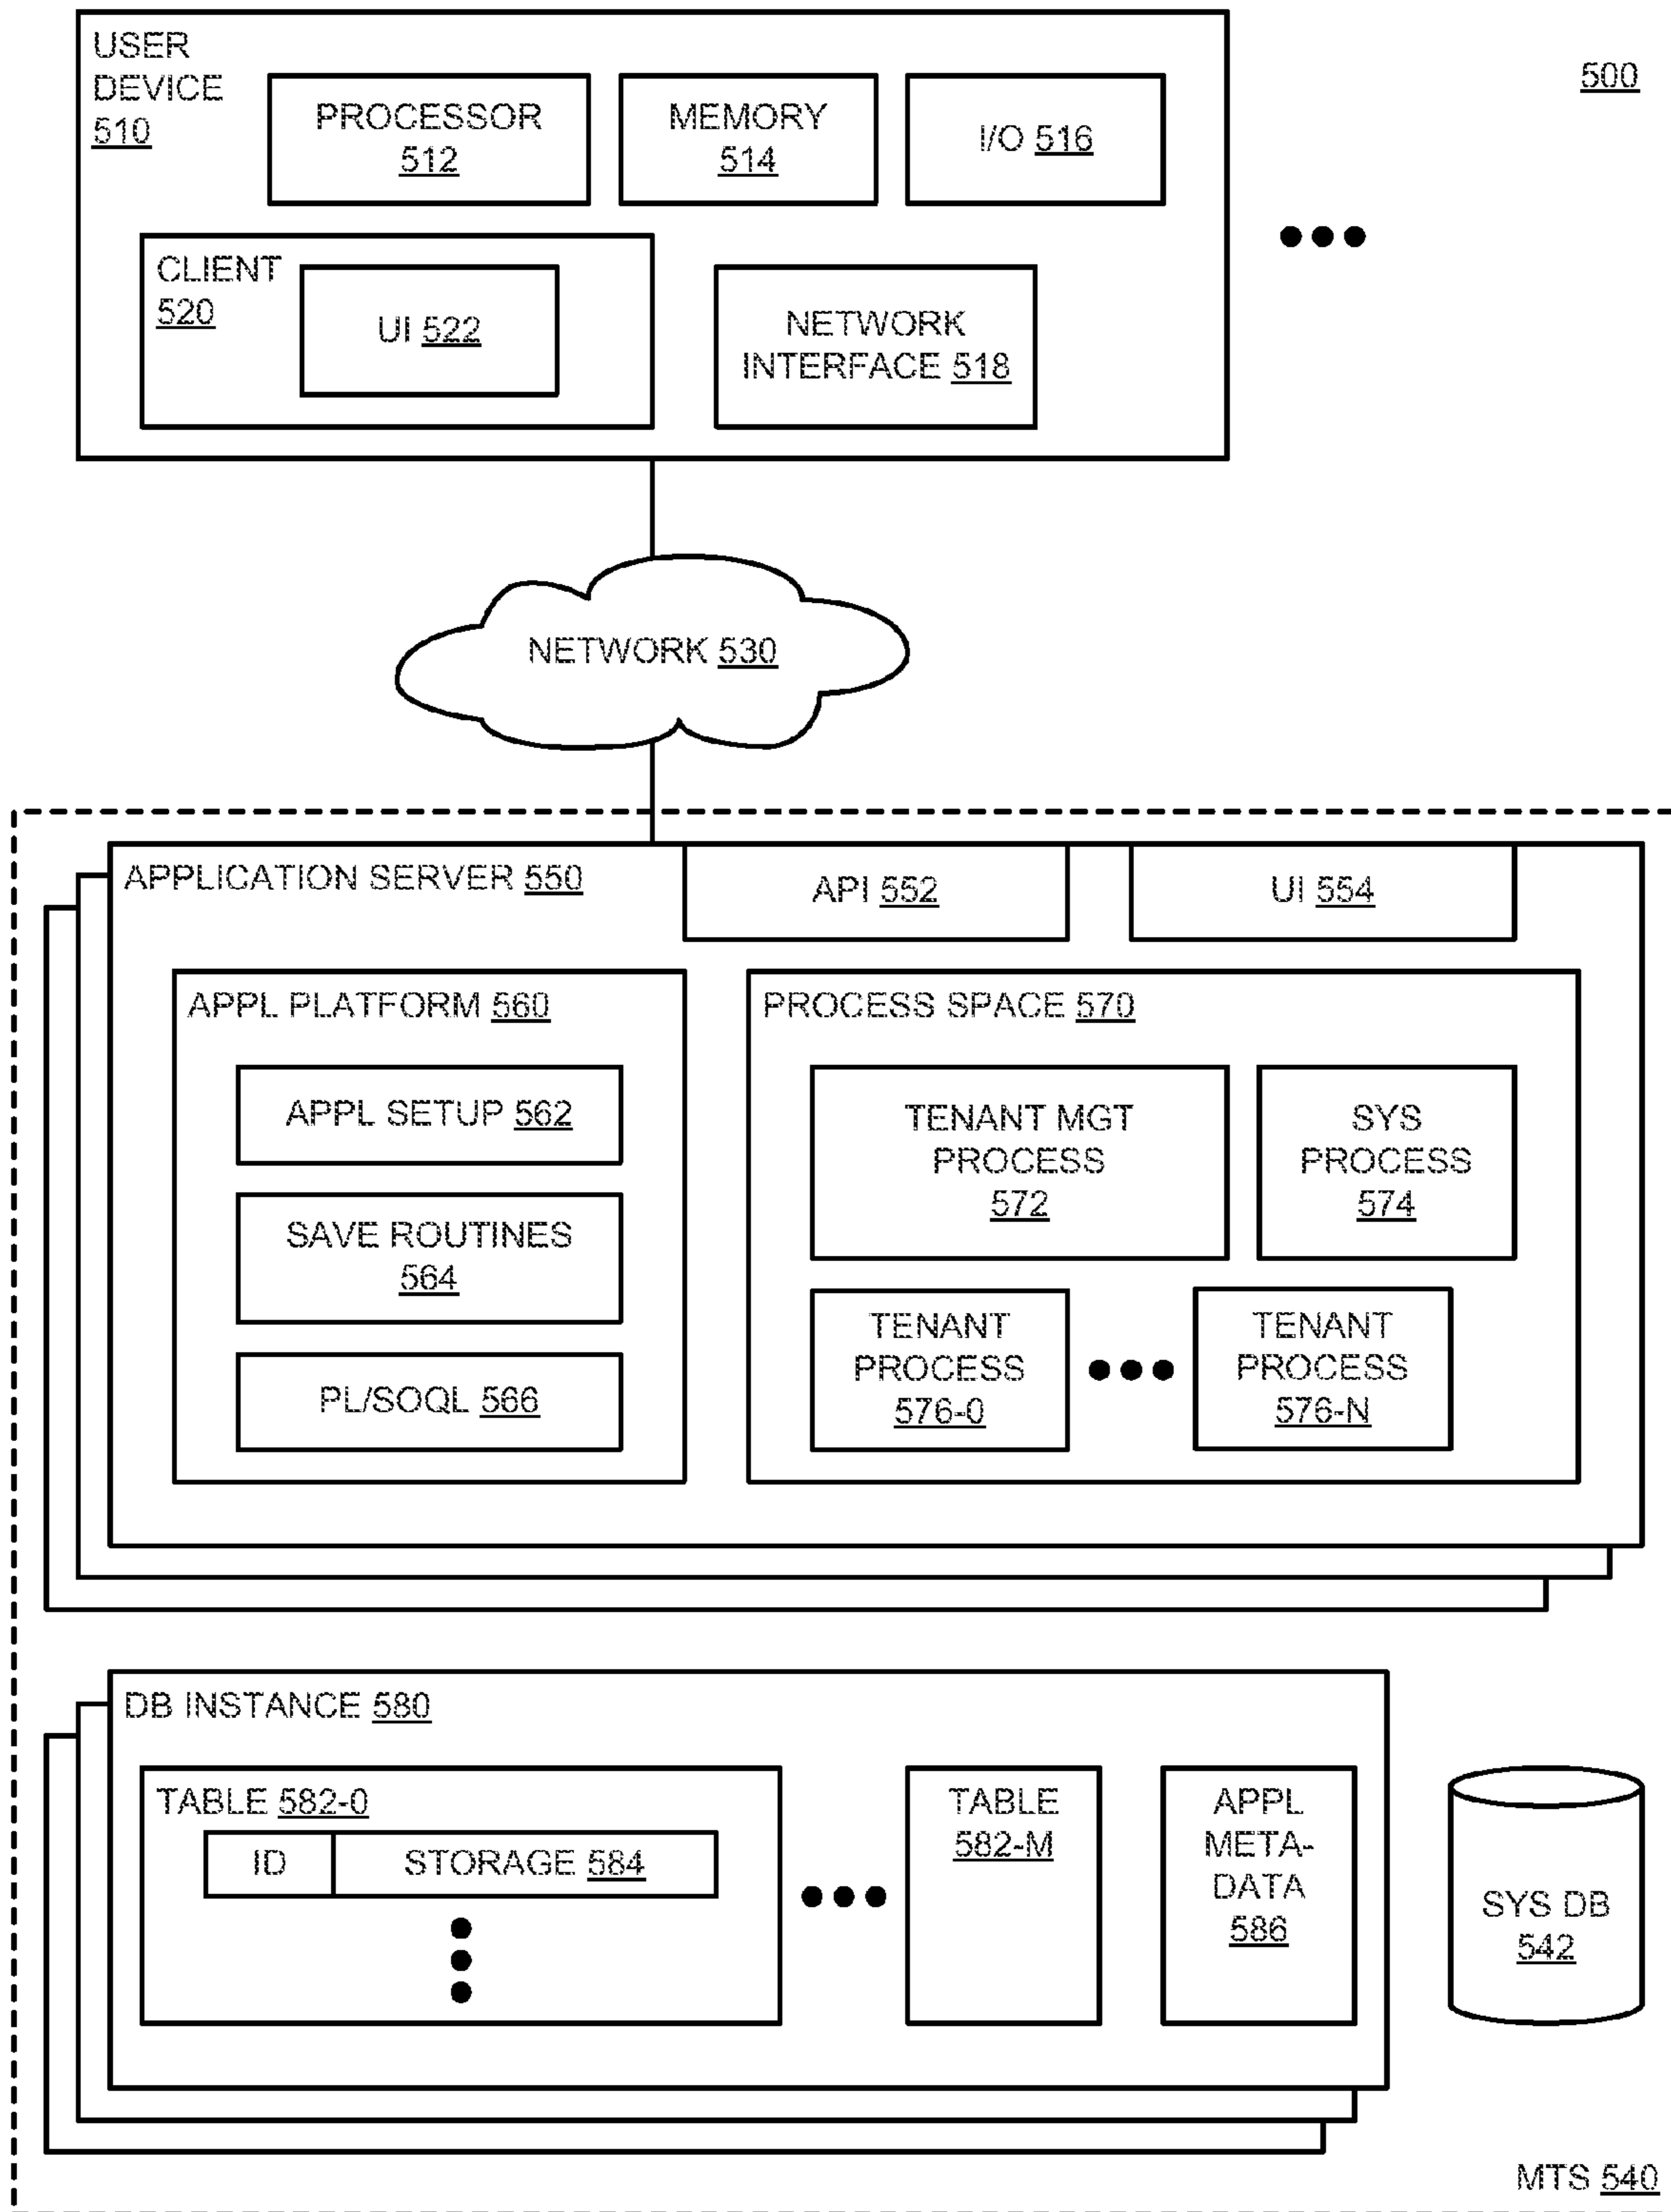 500
USER
DEVICE
510
PROCESSOR
512
MEMORY
514
I/O 516
CLIENT
520
UI 522
NETWORK
INTERFACE 518
NETWORK 530
APPLICATION SERVER 550
API 552
UI 554
APPL PLATFORM 560
APPL SETUP 562
SAVE ROUTINES
564
PL/SOQL 566
PROCESS SPACE 570
TENANT MGT
PROCESS
572
SYS
PROCESS
574
TENANT
PROCESS
576-0
TENANT
PROCESS
576-N
DB INSTANCE 580
TABLE 582-0
ID
STORAGE 584
TABLE
582-M
APPL
META-
DATA
586
SYS DB
542
MTS 540